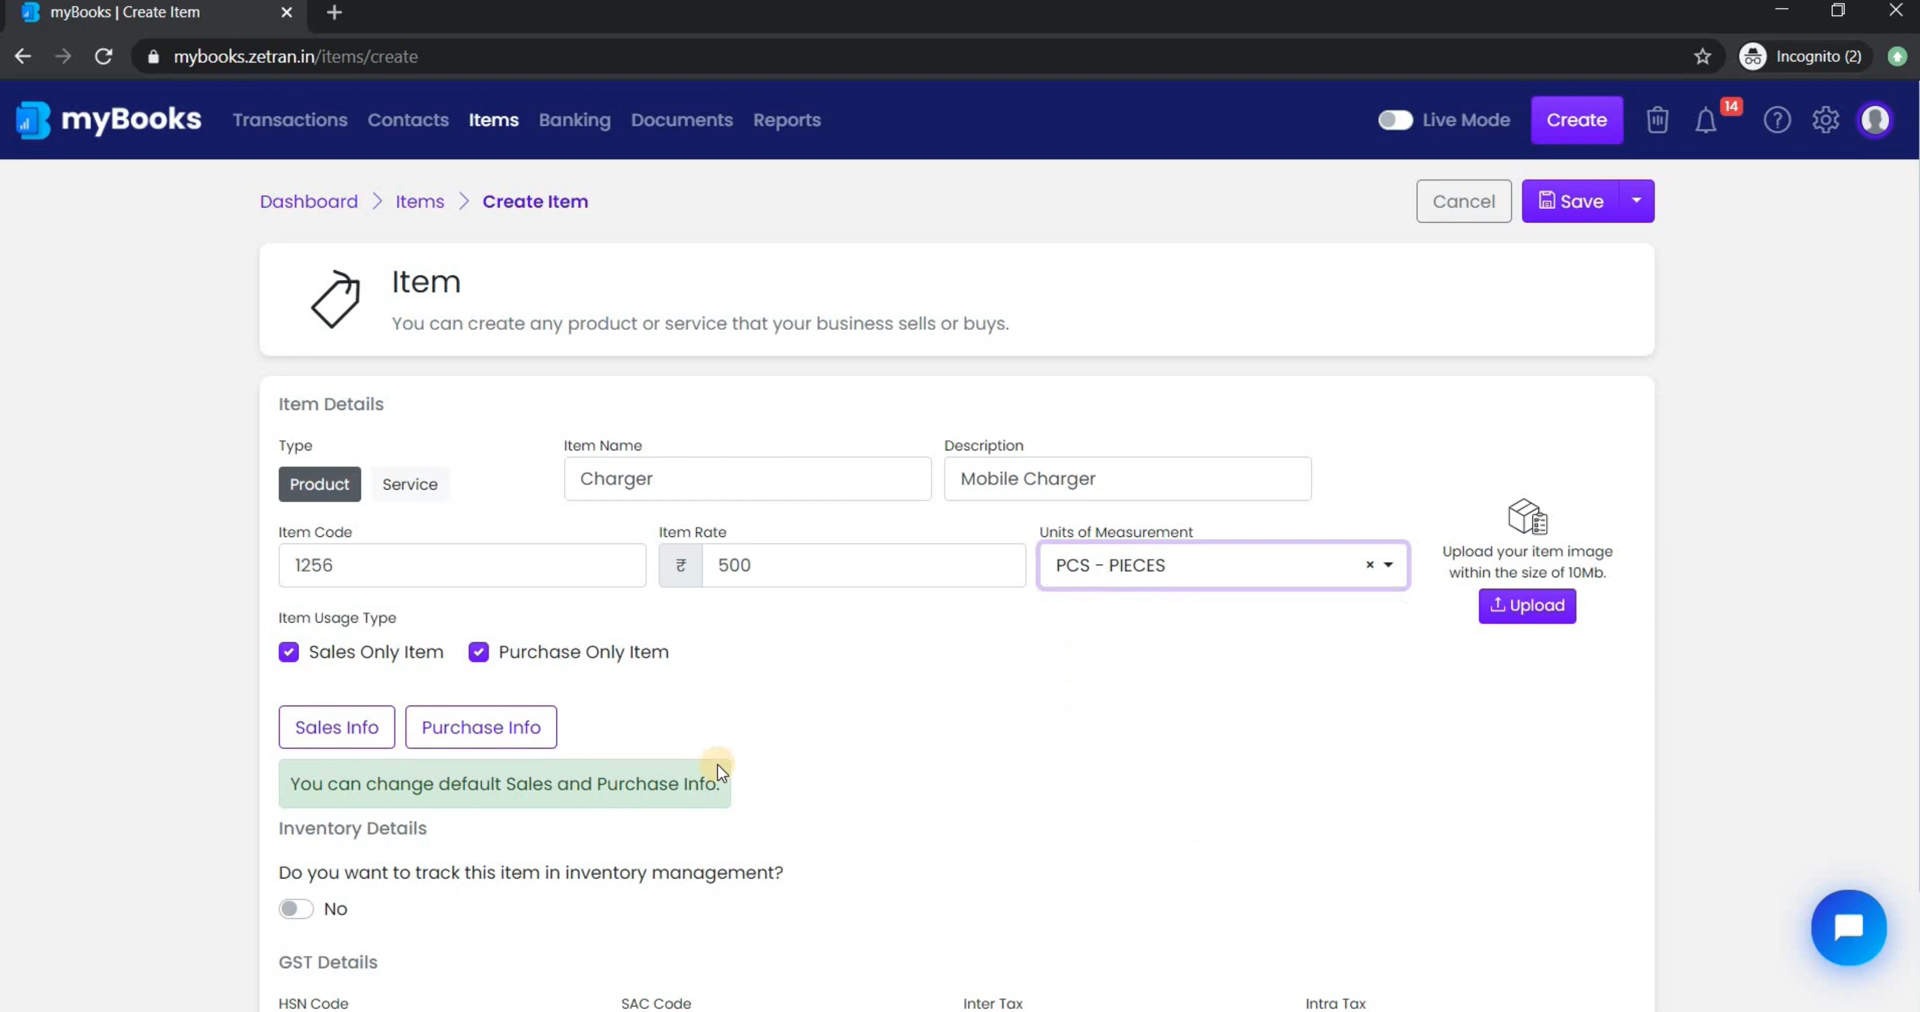 myBooks | Create Item
mybooks.zetran.in/items/create
Incognito (2)
myBooks Transactions Contacts Items Banking Documents Reports Live Mode Create 14
Dashboard > Items > Create Item Cancel Save
Item
You can create any product or service that your business sells or buys.
Item Details
Type Item Name Description
Product Service Charger Mobile Charger
Item Code Item Rate Units of Measurement
1256 ₹ 500 PCS - PIECES
Upload your item image
within the size of 10Mb.
Upload
Item Usage Type
Sales Only Item Purchase Only Item
Sales Info Purchase Info
You can change default Sales and Purchase Info.
Inventory Details
Do you want to track this item in inventory management?
No
GST Details
HSN Code SAC Code Inter Tax Intra Tax